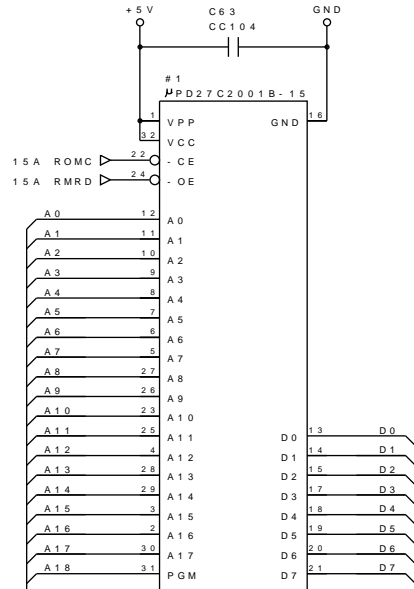 +5V C63 GND
CC104
#1
μPD27C2001B-15
1 VPP GND 16
32 VCC
15A ROMC 22 -CE
15A RMRD 24 -OE
A0 12 A0
A1 11 A1
A2 10 A2
A3 9 A3
A4 8 A4
A5 7 A5
A6 6 A6
A7 5 A7
A8 27 A8
A9 26 A9
A10 23 A10
A11 25 A11 D0 13 D0
A12 4 A12 D1 14 D1
A13 28 A13 D2 15 D2
A14 29 A14 D3 17 D3
A15 3 A15 D4 18 D4
A16 2 A16 D5 19 D5
A17 30 A17 D6 20 D6
A18 31 PGM D7 21 D7